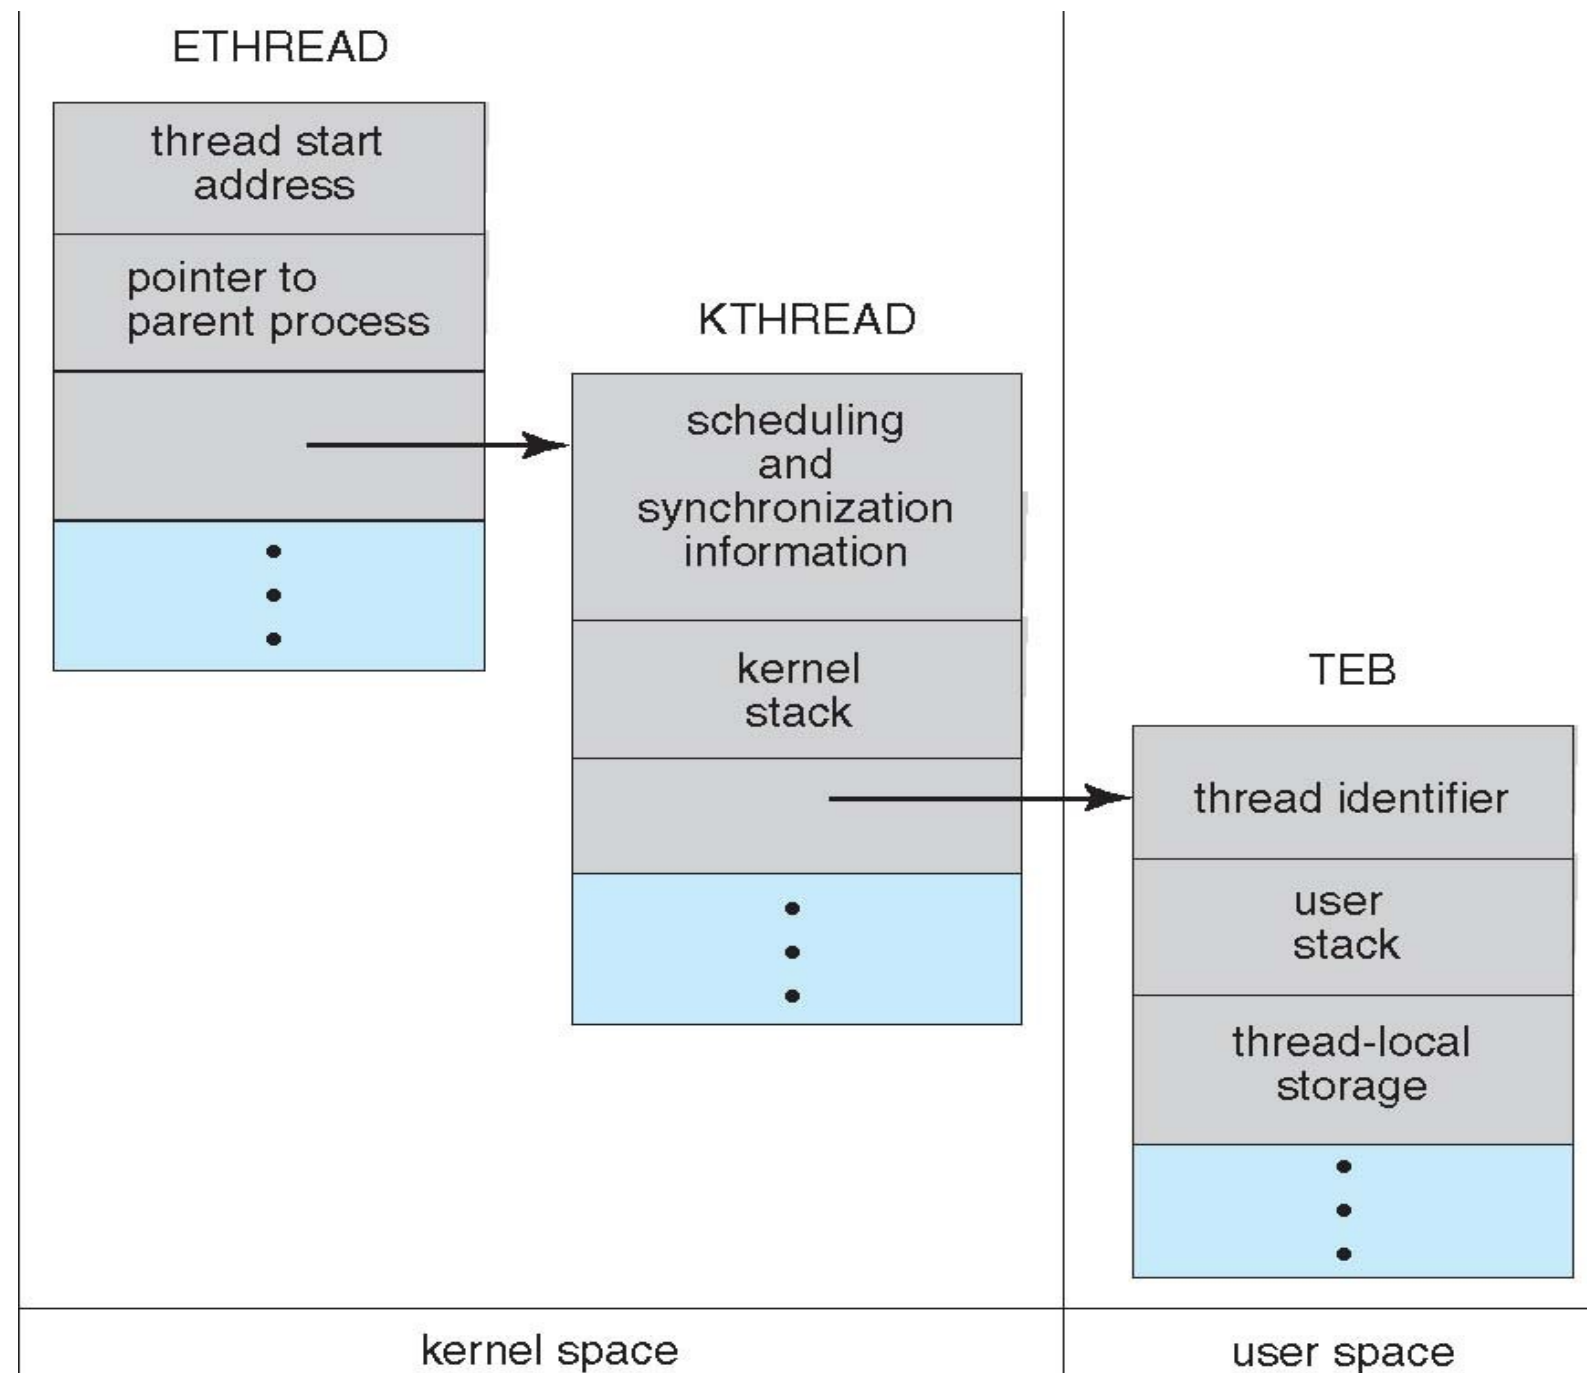 ETHREAD
thread start
address
pointer to
parent process
KTHREAD
scheduling
and
synchronization
information
kernel
stack
TEB
thread identifier
user
stack
thread-local
storage
kernel space
user space